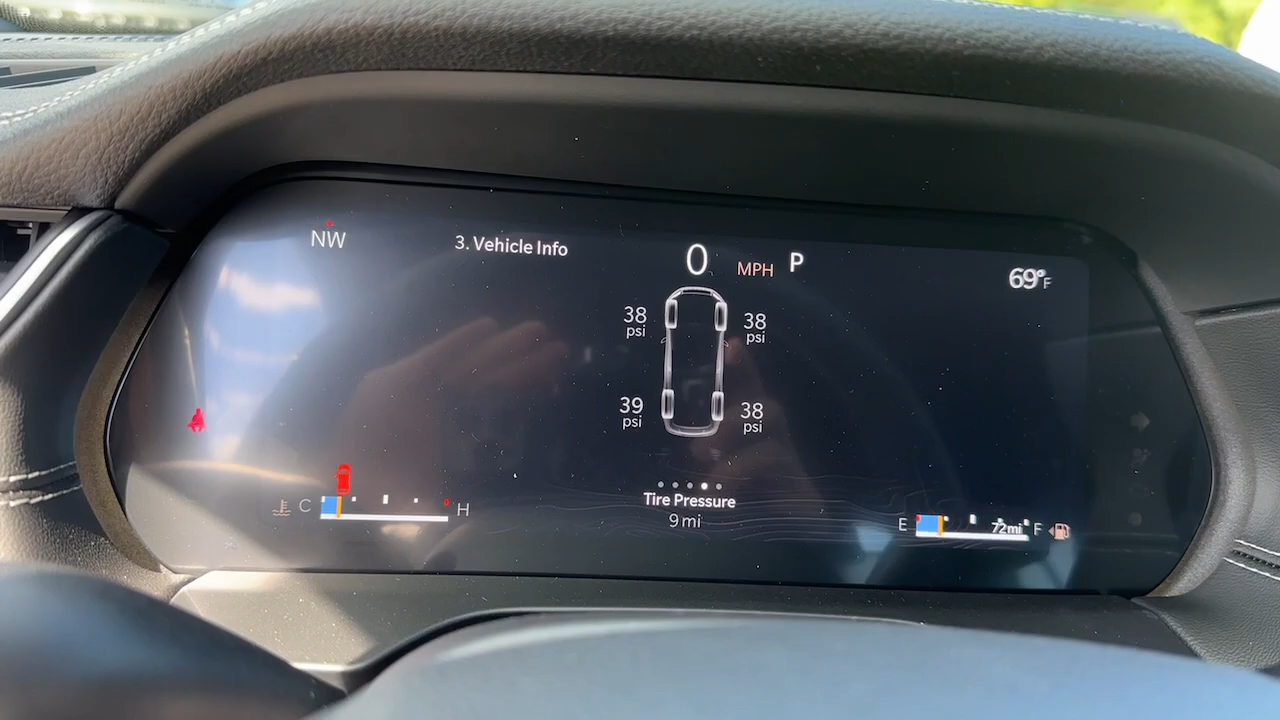 NW
3. Vehicle Info
0 MPH P
69°F
38 psi
38 psi
39 psi
38 psi
Tire Pressure
9 mi
C H
E 72mi F